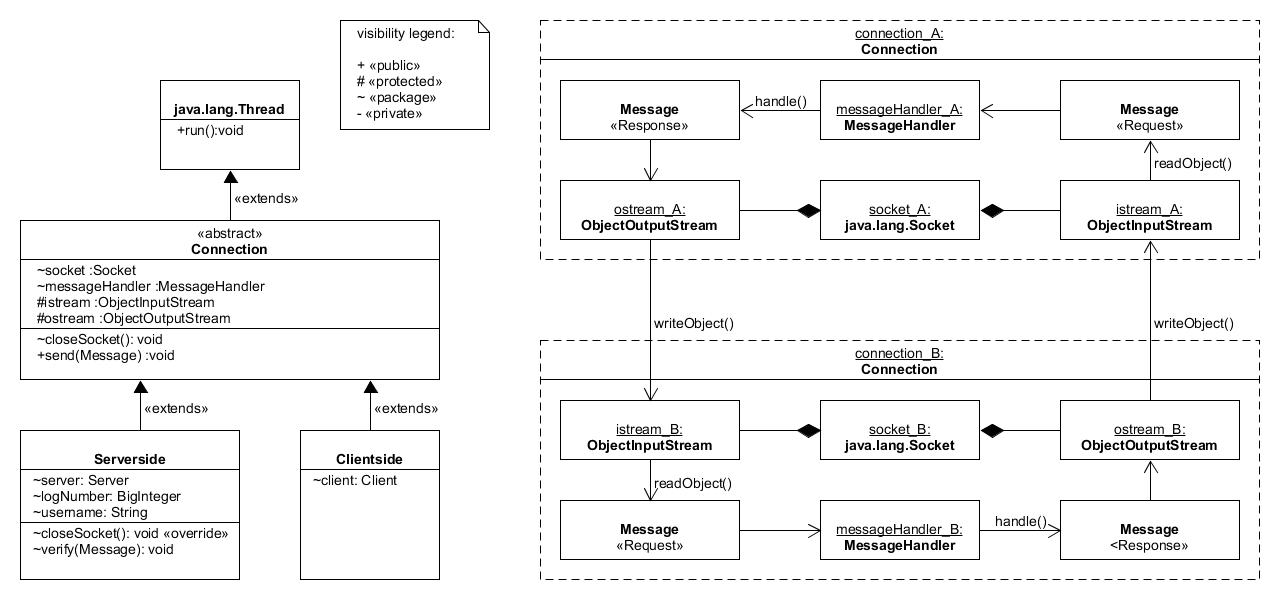 visibility legend:
+ «public»
# «protected»
~ «package»
- «private»
java.lang.Thread
+run():void
«extends»
«abstract»
Connection
~socket :Socket
~messageHandler :MessageHandler
#istream :ObjectInputStream
#ostream :ObjectOutputStream
~closeSocket(): void
+send(Message) :void
«extends»
«extends»
Serverside
~server: Server
~logNumber: BigInteger
~username: String
~closeSocket(): void «override»
~verify(Message): void
Clientside
~client: Client
connection_A:
Connection
Message
«Response»
handle()
messageHandler_A:
MessageHandler
Message
«Request»
readObject()
ostream_A:
ObjectOutputStream
socket_A:
java.lang.Socket
istream_A:
ObjectInputStream
writeObject()
writeObject()
connection_B:
Connection
istream_B:
ObjectInputStream
socket_B:
java.lang.Socket
ostream_B:
ObjectOutputStream
readObject()
Message
«Request»
messageHandler_B:
MessageHandler
handle()
Message
<Response»